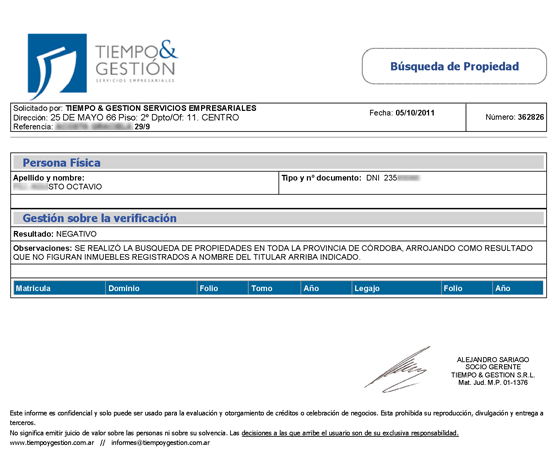 TIEMPO&
GESTIÓN
SERVICIOS EMPRESARIALES
Búsqueda de Propiedad
Solicitado por: TIEMPO & GESTION SERVICIOS EMPRESARIALES
Dirección: 25 DE MAYO 66 Piso: 2º Dpto/Of: 11. CENTRO
Referencia: 29/9
Fecha: 05/10/2011
Número: 362826
Persona Física
Apellido y nombre:
STO OCTAVIO
Tipo y nº documento: DNI 235
Gestión sobre la verificación
Resultado: NEGATIVO
Observaciones: SE REALIZÓ LA BUSQUEDA DE PROPIEDADES EN TODA LA PROVINCIA DE CÓRDOBA, ARROJANDO COMO RESULTADO
QUE NO FIGURAN INMUEBLES REGISTRADOS A NOMBRE DEL TITULAR ARRIBA INDICADO.
Matricula Dominio Folio Tomo Año Legajo Folio Año
ALEJANDRO SARIAGO
SOCIO GERENTE
TIEMPO & GESTION S.R.L.
Mat. Jud. M.P. 01-1376
Este informe es confidencial y solo puede ser usado para la evaluación y otorgamiento de créditos o celebración de negocios. Esta prohibida su reproducción, divulgación y entrega a
terceros.
No significa emitir juicio de valor sobre las personas ni sobre su solvencia. Las decisiones a las que arribe el usuario son de su exclusiva responsabilidad.
www.tiempoygestion.com.ar // informes@tiempoygestion.com.ar